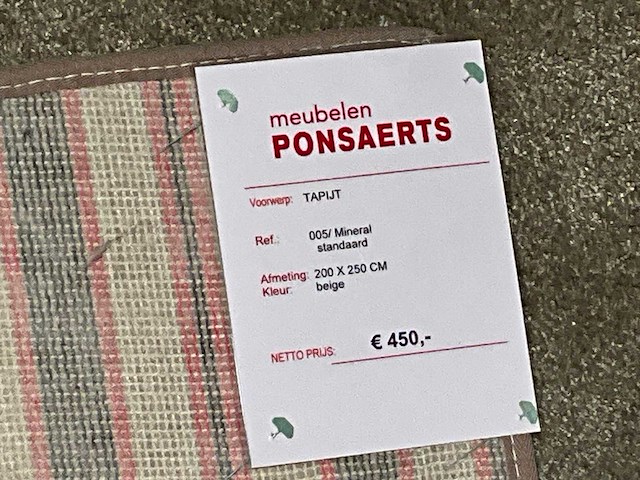 meubelen
PONSAERTS
Voorwerp: TAPIJT
Ref.: 005/ Mineral
standaard
Afmeting: 200 X 250 CM
Kleur: beige
NETTO PRIJS: € 450,-